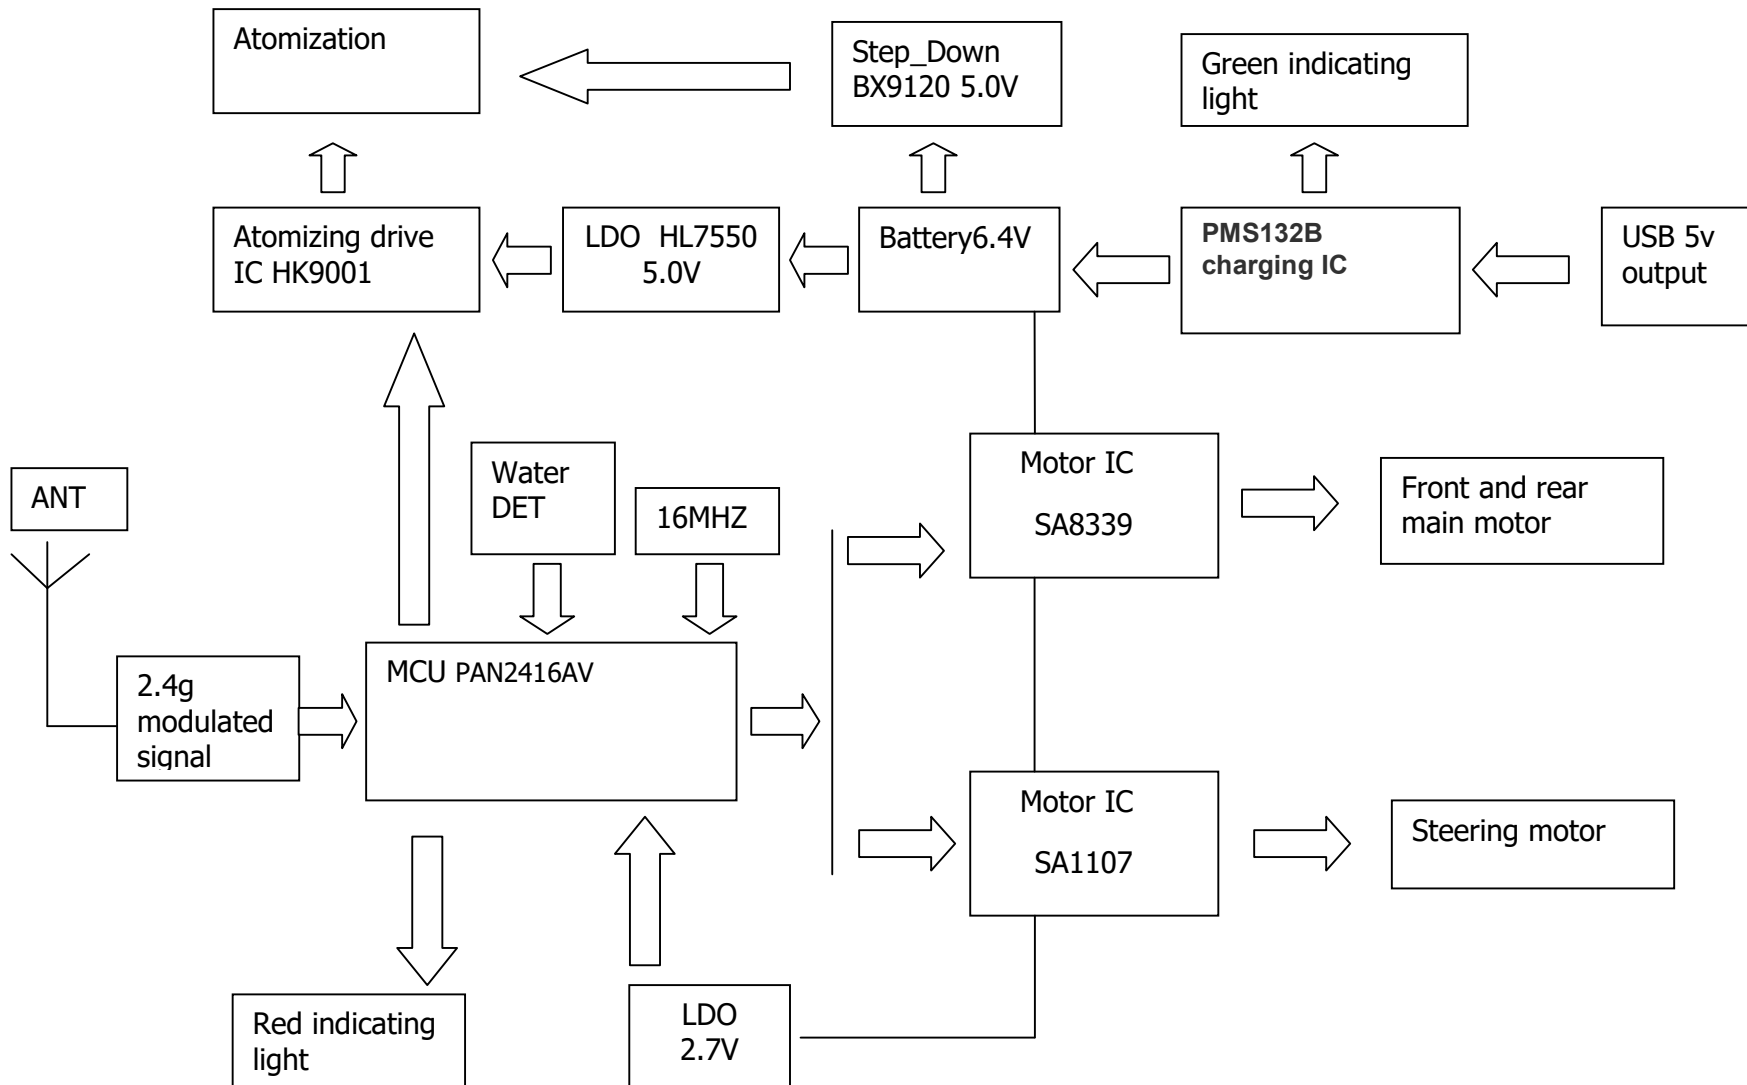 Atomization
Step_Down
BX9120 5.0V
Green indicating
light
Atomizing drive
IC HK9001
LDO HL7550
5.0V
Battery6.4V
PMS132B
charging IC
USB 5v
output
ANT
Water
DET
16MHZ
Motor IC
SA8339
Front and rear
main motor
2.4g
modulated
signal
MCU PAN2416AV
Motor IC
SA1107
Steering motor
Red indicating
light
LDO
2.7V